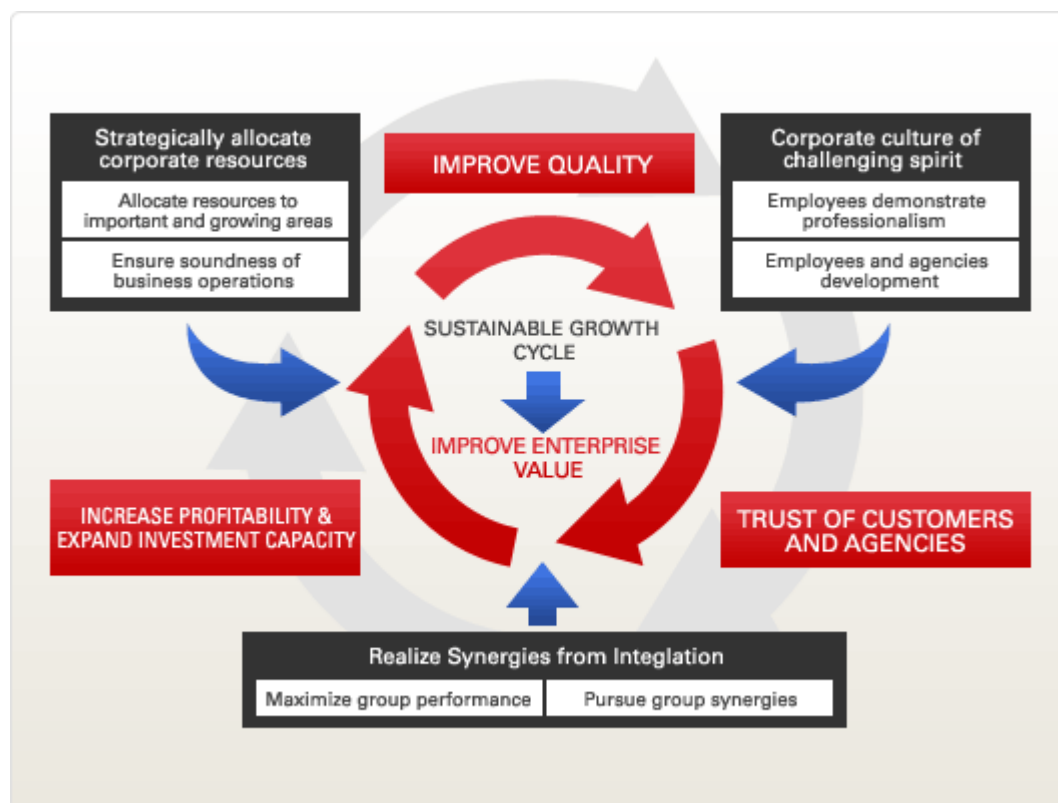 Strategically allocate
corporate resources
Allocate resources to
important and growing areas
Ensure soundness of
business operations
IMPROVE QUALITY
Corporate culture of
challenging spirit
Employees demonstrate
professionalism
Employees and agencies
development
SUSTAINABLE GROWTH
CYCLE
IMPROVE ENTERPRISE
VALUE
INCREASE PROFITABILITY &
EXPAND INVESTMENT CAPACITY
TRUST OF CUSTOMERS
AND AGENCIES
Realize Synergies from Integlation
Maximize group performance
Pursue group synergies